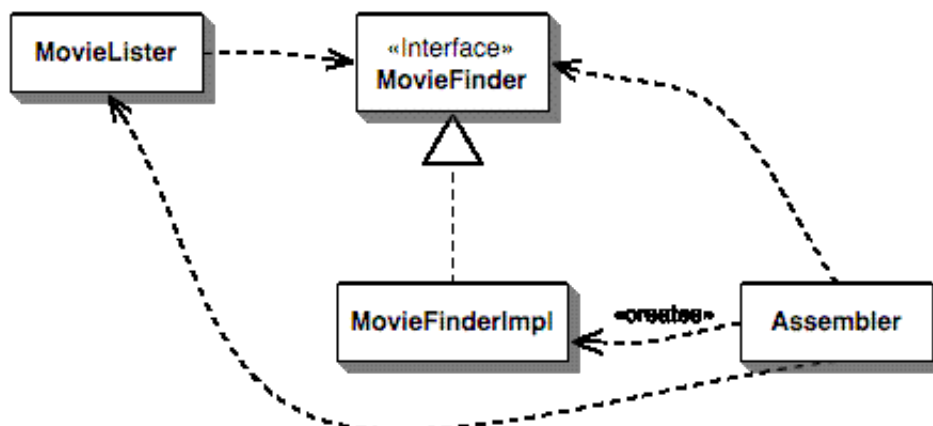 MovieLister
«Interface»
MovieFinder
MovieFinderImpl
«creates»
Assembler